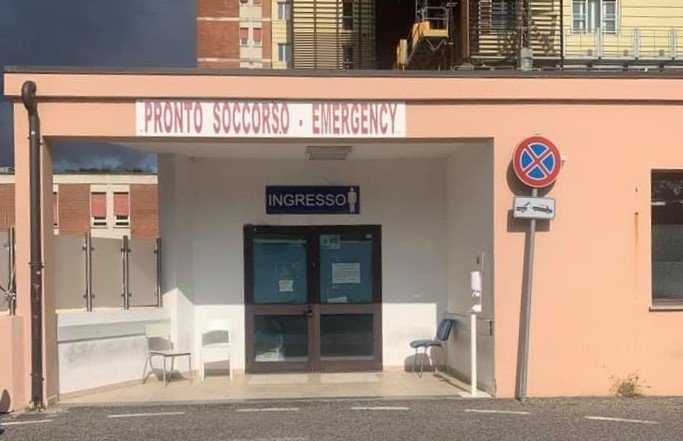 PRONTO SOCCORSO - EMERGENCY
INGRESSO